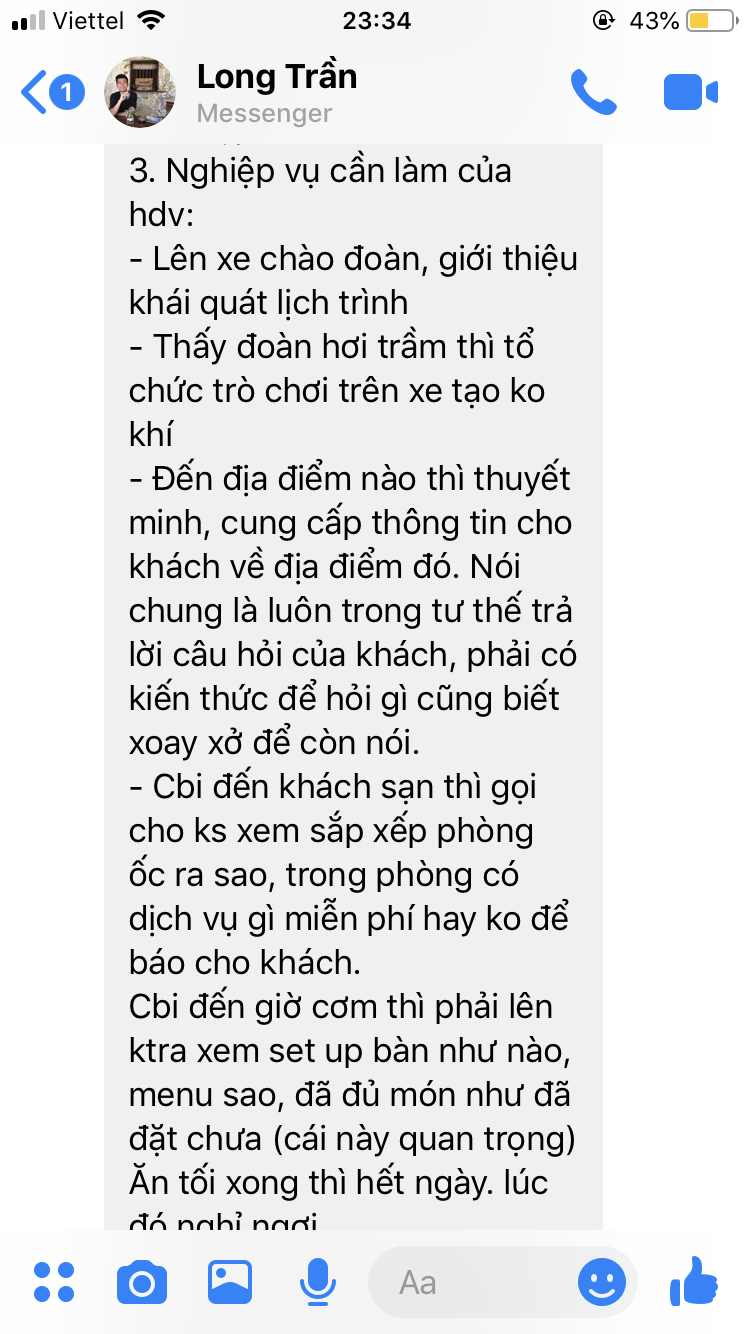 Viettel 23:34 43%
1 Long Trần
Messenger
3. Nghiệp vụ cần làm của
hdv:
- Lên xe chào đoàn, giới thiệu
khái quát lịch trình
- Thấy đoàn hơi trầm thì tổ
chức trò chơi trên xe tạo ko
khí
- Đến địa điểm nào thì thuyết
minh, cung cấp thông tin cho
khách về địa điểm đó. Nói
chung là luôn trong tư thế trả
lời câu hỏi của khách, phải có
kiến thức để hỏi gì cũng biết
xoay xở để còn nói.
- Cbi đến khách sạn thì gọi
cho ks xem sắp xếp phòng
ốc ra sao, trong phòng có
dịch vụ gì miễn phí hay ko để
báo cho khách.
Cbi đến giờ cơm thì phải lên
ktra xem set up bàn như nào,
menu sao, đã đủ món như đã
đặt chưa (cái này quan trọng)
Ăn tối xong thì hết ngày. lúc
đó nghỉ ngơi
Aa